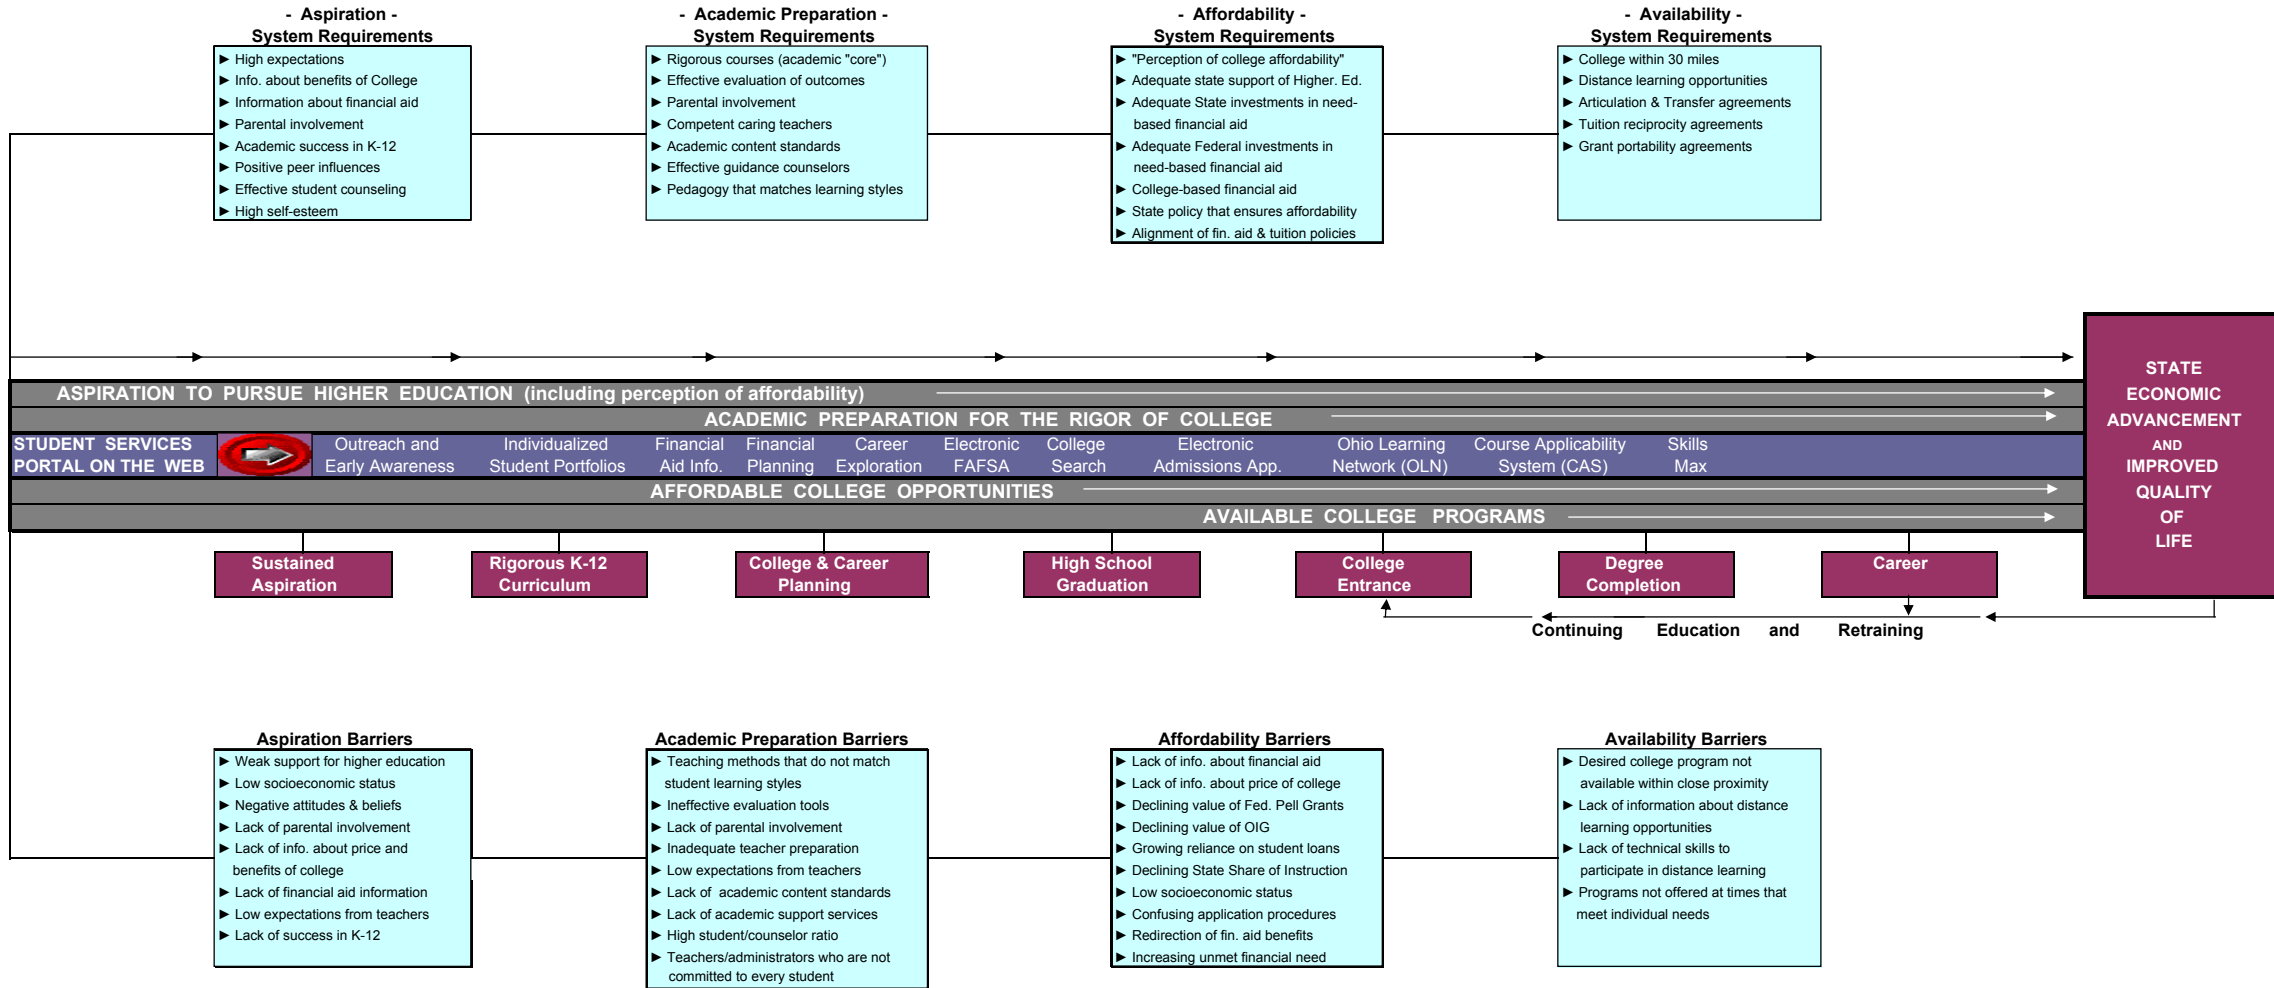 - Aspiration -
System Requirements
► High expectations
► Info. about benefits of College
► Information about financial aid
► Parental involvement
► Academic success in K-12
► Positive peer influences
► Effective student counseling
► High self-esteem
- Academic Preparation -
System Requirements
► Rigorous courses (academic "core")
► Effective evaluation of outcomes
► Parental involvement
► Competent caring teachers
► Academic content standards
► Effective guidance counselors
► Pedagogy that matches learning styles
- Affordability -
System Requirements
► "Perception of college affordability"
► Adequate state support of Higher. Ed.
► Adequate State investments in need-
based financial aid
► Adequate Federal investments in
need-based financial aid
► College-based financial aid
► State policy that ensures affordability
► Alignment of fin. aid & tuition policies
- Availability -
System Requirements
► College within 30 miles
► Distance learning opportunities
► Articulation & Transfer agreements
► Tuition reciprocity agreements
► Grant portability agreements
ASPIRATION TO PURSUE HIGHER EDUCATION (including perception of affordability)
ACADEMIC PREPARATION FOR THE RIGOR OF COLLEGE
STUDENT SERVICES
PORTAL ON THE WEB
Outreach and
Early Awareness
Individualized
Student Portfolios
Financial
Aid Info.
Financial
Planning
Career
Exploration
Electronic
FAFSA
College
Search
Electronic
Admissions App.
Ohio Learning
Network (OLN)
Course Applicability
System (CAS)
Skills
Max
AFFORDABLE COLLEGE OPPORTUNITIES
AVAILABLE COLLEGE PROGRAMS
STATE
ECONOMIC
ADVANCEMENT
AND
IMPROVED
QUALITY
OF
LIFE
Sustained
Aspiration
Rigorous K-12
Curriculum
College & Career
Planning
High School
Graduation
College
Entrance
Degree
Completion
Career
Continuing Education and Retraining
Aspiration Barriers
► Weak support for higher education
► Low socioeconomic status
► Negative attitudes & beliefs
► Lack of parental involvement
► Lack of info. about price and
benefits of college
► Lack of financial aid information
► Low expectations from teachers
► Lack of success in K-12
Academic Preparation Barriers
► Teaching methods that do not match
student learning styles
► Ineffective evaluation tools
► Lack of parental involvement
► Inadequate teacher preparation
► Low expectations from teachers
► Lack of academic content standards
► Lack of academic support services
► High student/counselor ratio
► Teachers/administrators who are not
committed to every student
Affordability Barriers
► Lack of info. about financial aid
► Lack of info. about price of college
► Declining value of Fed. Pell Grants
► Declining value of OIG
► Growing reliance on student loans
► Declining State Share of Instruction
► Low socioeconomic status
► Confusing application procedures
► Redirection of fin. aid benefits
► Increasing unmet financial need
Availability Barriers
► Desired college program not
available within close proximity
► Lack of information about distance
learning opportunities
► Lack of technical skills to
participate in distance learning
► Programs not offered at times that
meet individual needs